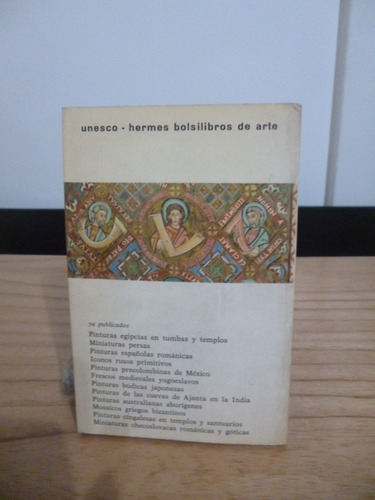 unesco · hermes bolsilibros de arte
ya publicados
Pinturas egipcias en tumbas y templos
Miniaturas persas
Pinturas españolas románicas
Iconos rusos primitivos
Pinturas precolombinas de México
Frescos medievales yugoeslavos
Pinturas búdicas japonesas
Pinturas de las cuevas de Ajanta en la India
Pinturas australianas aborígenes
Mosaicos griegos bizantinos
Pinturas cingalesas en templos y santuarios
Miniaturas checoslovacas románicas y góticas